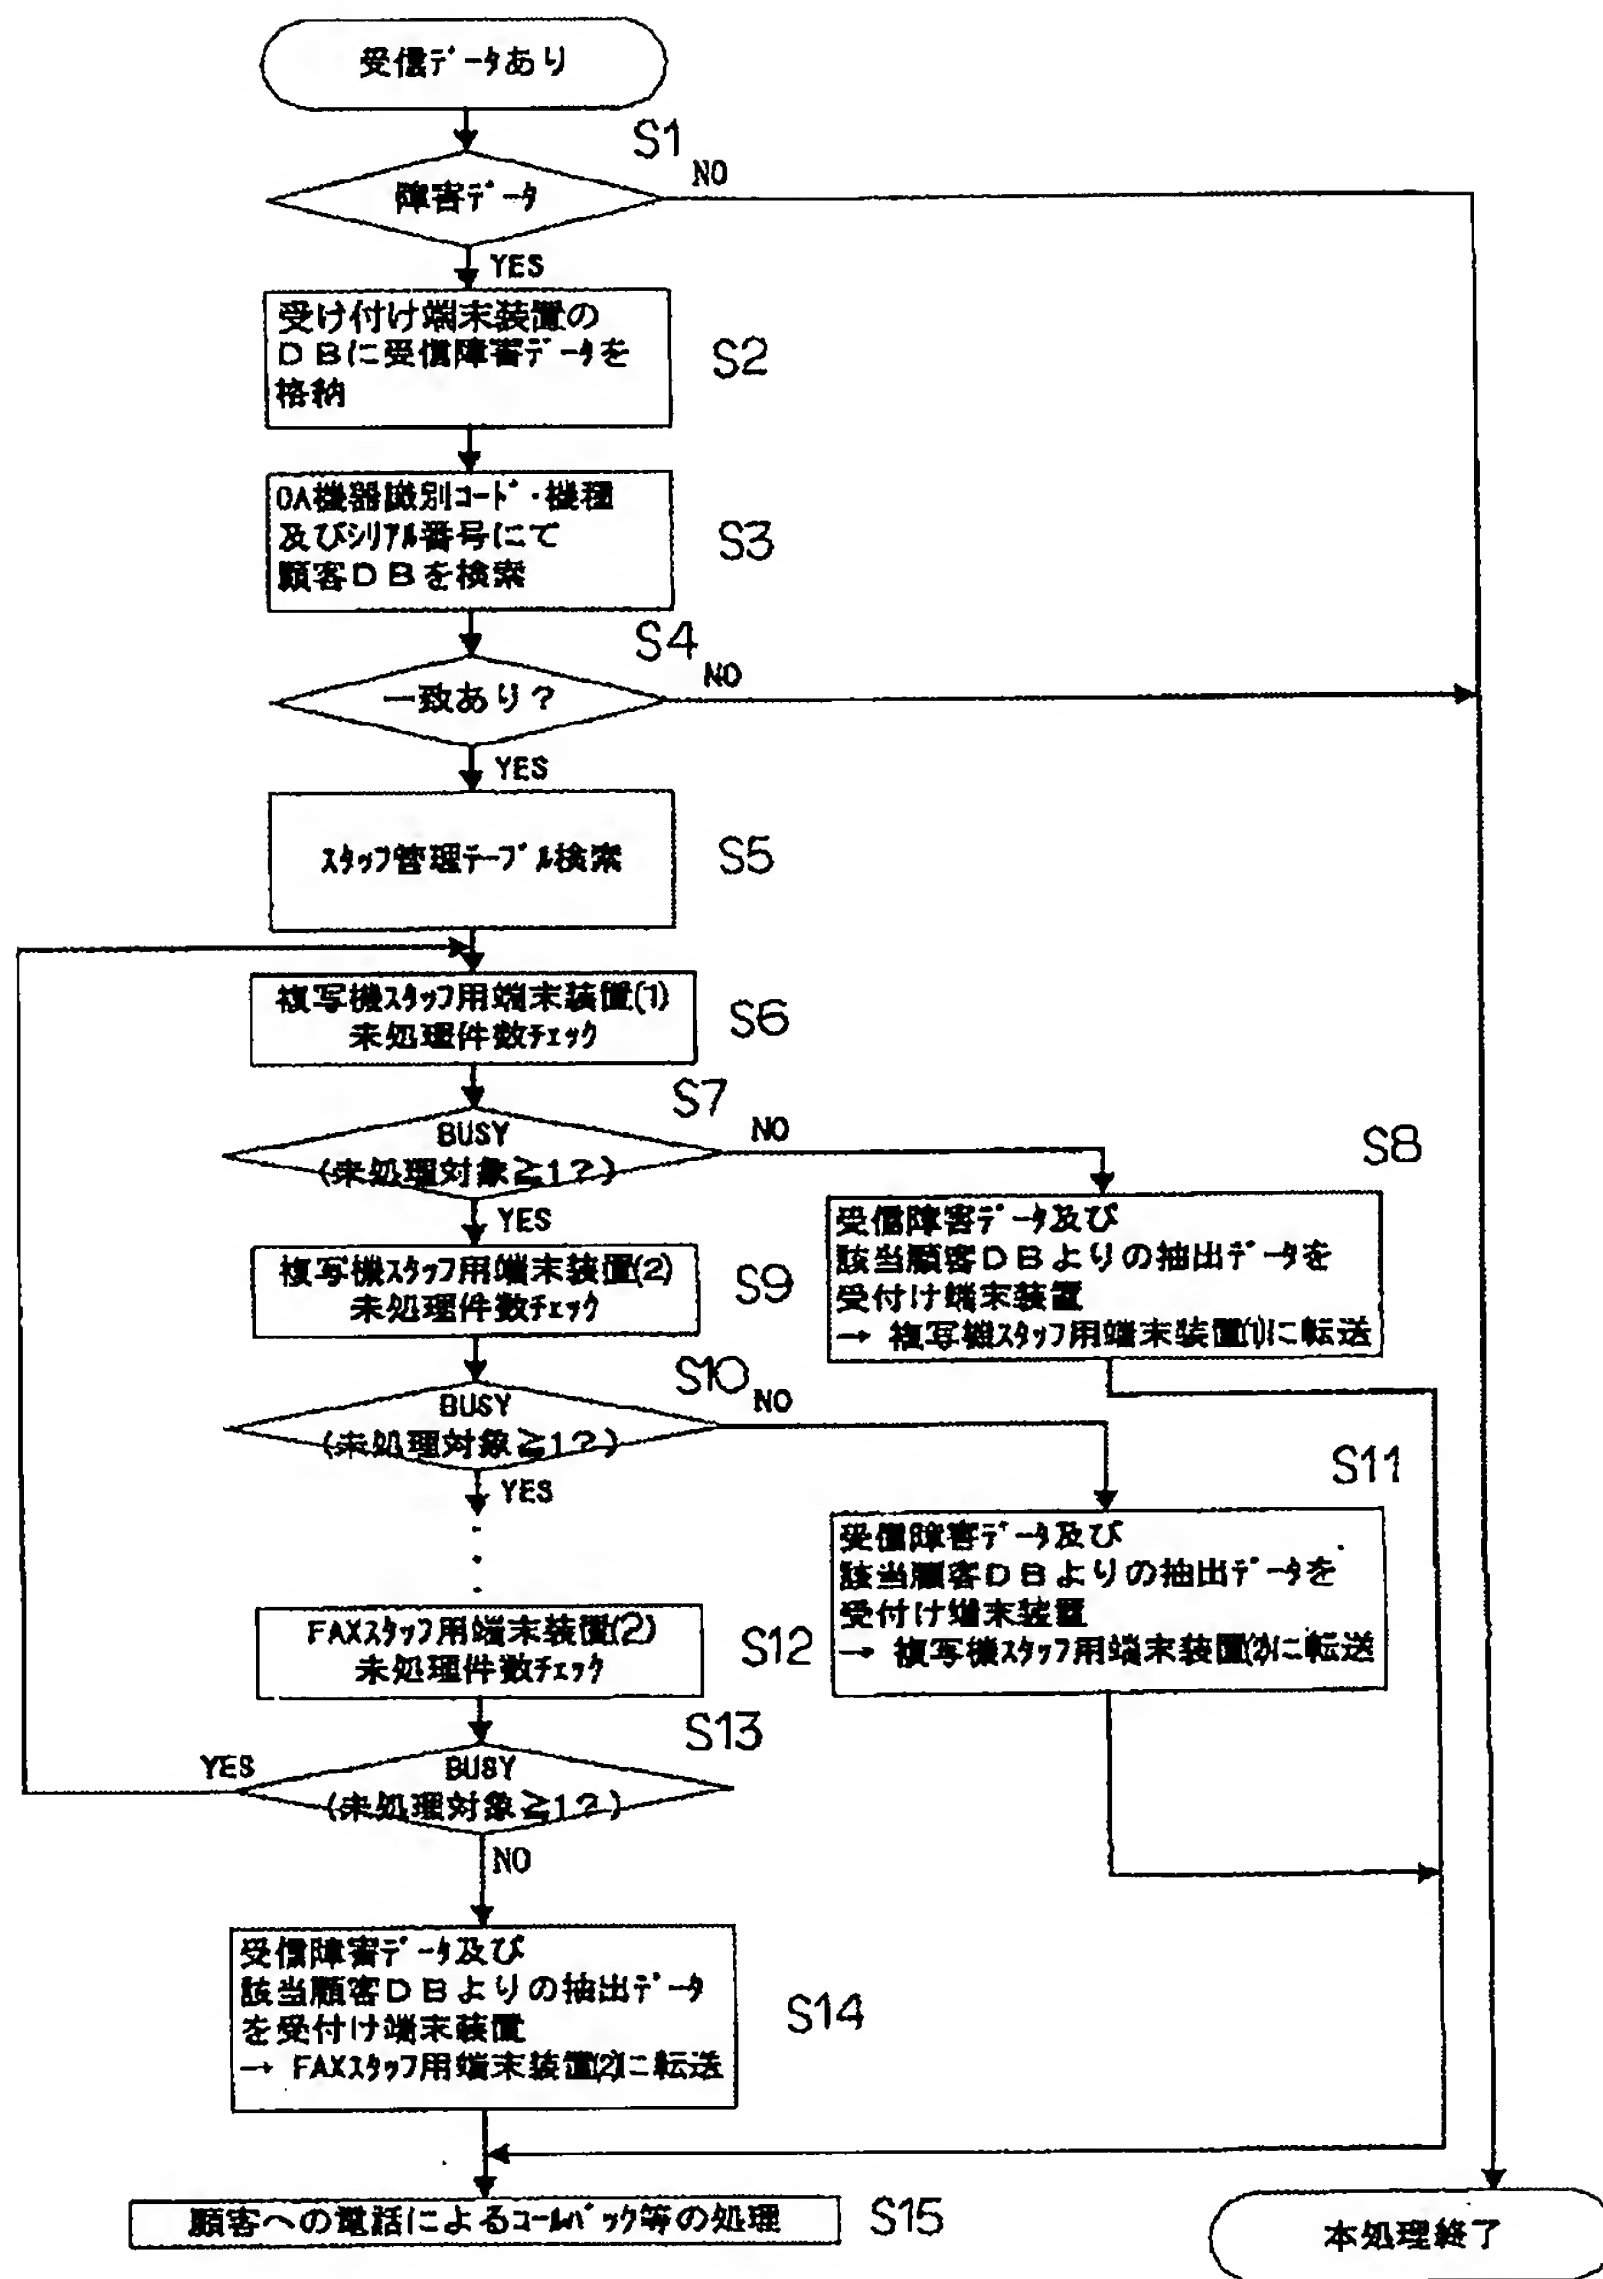 受信ﾃﾞｰﾀあり
S1
NO
障害ﾃﾞｰﾀ
YES
受け付け端末装置の
ＤＢに受信障害ﾃﾞｰﾀを
格納
S2
OA機器識別ｺｰﾄﾞ・機種
及びｼﾘｱﾙ番号にて
顧客ＤＢを検索
S3
S4
NO
一致あり？
YES
ｽﾀｯﾌ管理ﾃｰﾌﾞﾙ検索
S5
複写機ｽﾀｯﾌ用端末装置(1)
未処理件数ﾁｪｯｸ
S6
S7
NO
BUSY
(未処理対象≧1？)
YES
S8
受信障害ﾃﾞｰﾀ及び
該当顧客ＤＢよりの抽出ﾃﾞｰﾀを
受付け端末装置
→ 複写機ｽﾀｯﾌ用端末装置(1)に転送
複写機ｽﾀｯﾌ用端末装置(2)
未処理件数ﾁｪｯｸ
S9
S10
NO
BUSY
(未処理対象≧1？)
YES
S11
受信障害ﾃﾞｰﾀ及び
該当顧客ＤＢよりの抽出ﾃﾞｰﾀを
受付け端末装置
→ 複写機ｽﾀｯﾌ用端末装置(2)に転送
FAXｽﾀｯﾌ用端末装置(2)
未処理件数ﾁｪｯｸ
S12
S13
YES
BUSY
(未処理対象≧1？)
NO
受信障害ﾃﾞｰﾀ及び
該当顧客ＤＢよりの抽出ﾃﾞｰﾀ
を受付け端末装置
→ FAXｽﾀｯﾌ用端末装置(2)に転送
S14
顧客への電話によるｺｰﾙﾊﾞｯｸ等の処理
S15
本処理終了